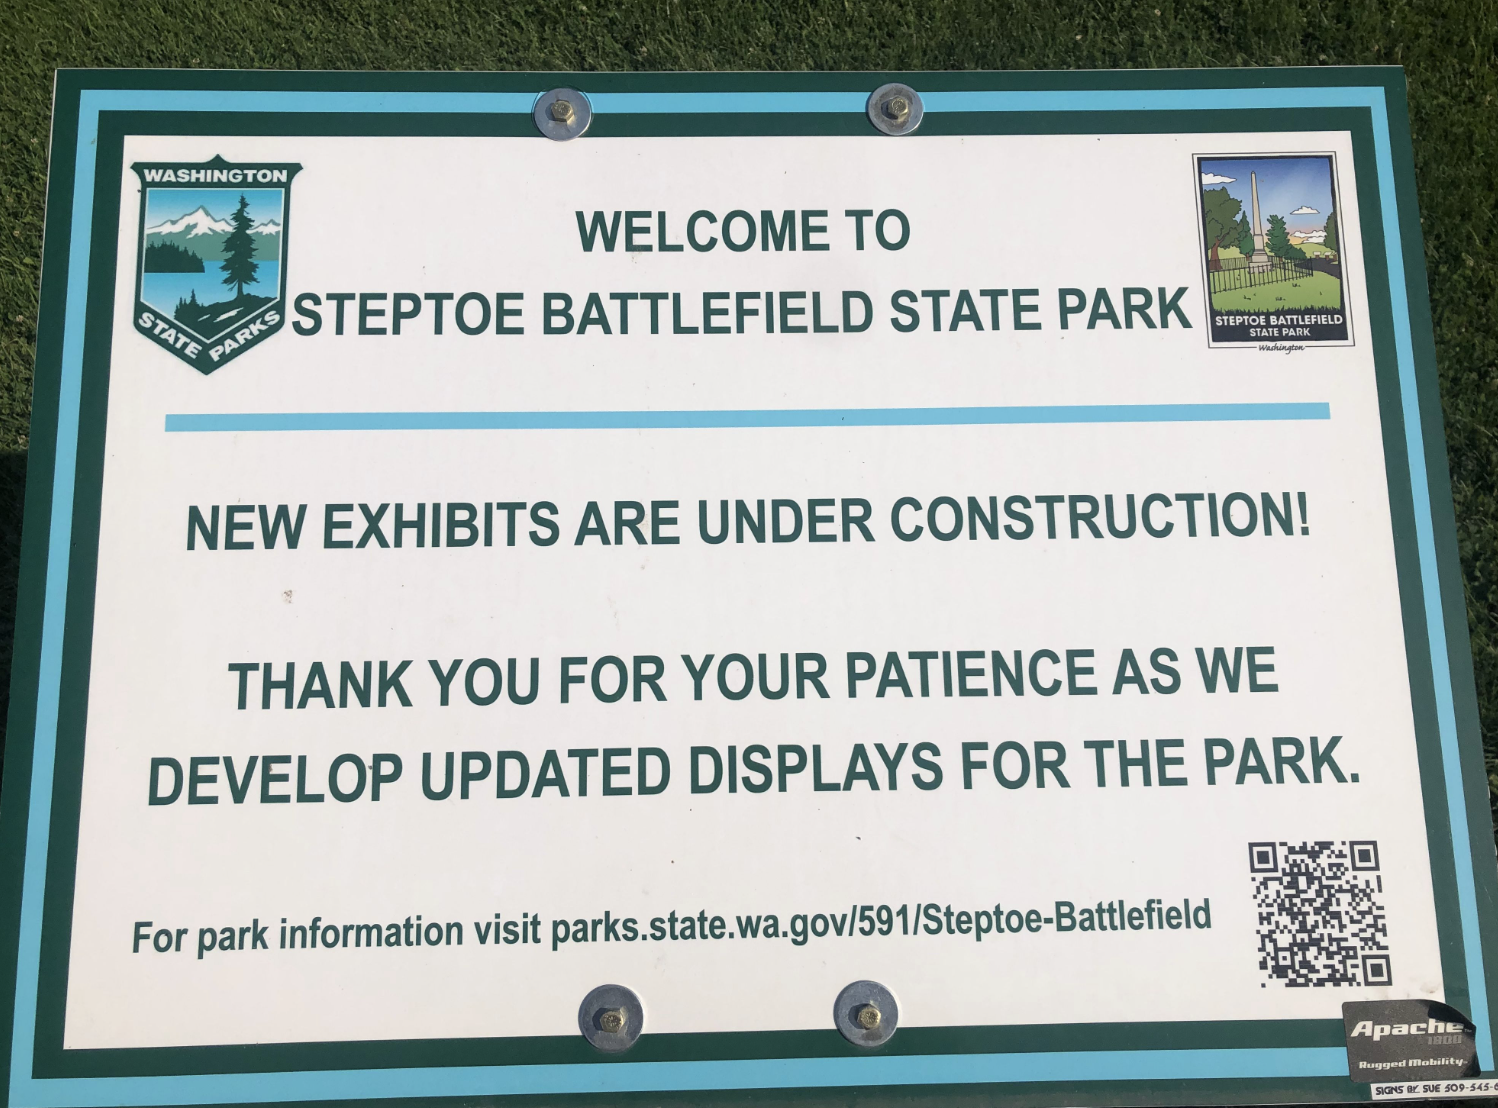 WASHINGTON
STATE PARKS
WELCOME TO
STEPTOE BATTLEFIELD STATE PARK
STEPTOE BATTLEFIELD
STATE PARK
Washington
NEW EXHIBITS ARE UNDER CONSTRUCTION!
THANK YOU FOR YOUR PATIENCE AS WE
DEVELOP UPDATED DISPLAYS FOR THE PARK.
For park information visit parks.state.wa.gov/591/Steptoe-Battlefield
Apache
1800
Rugged Mobility
SIGNS BY SUE 509-545-